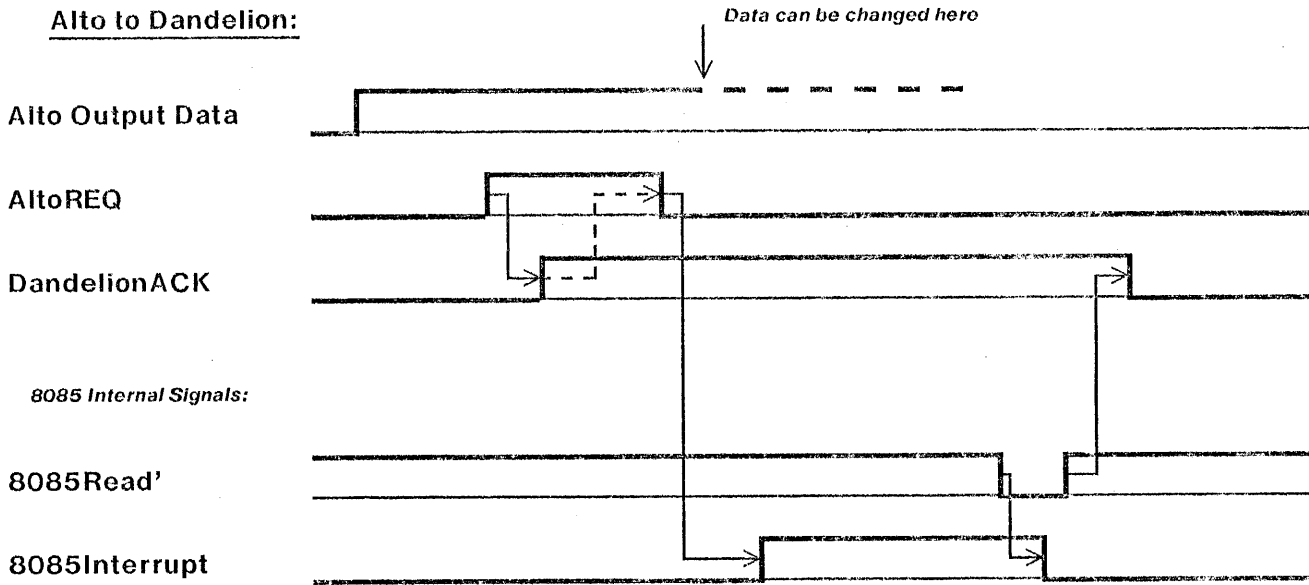 Alto to Dandelion:
Data can be changed here
Alto Output Data
AltoREQ
DandelionACK
8085 Internal Signals:
8085Read'
8085Interrupt